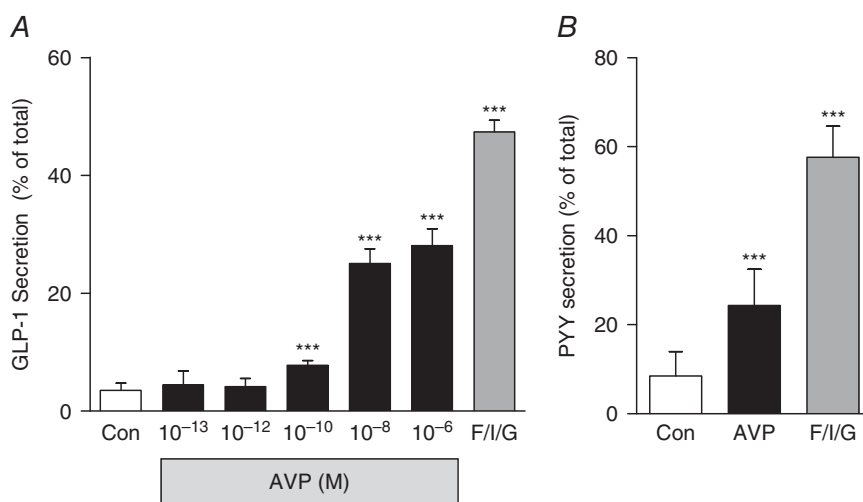 A
GLP-1 Secretion (% of total)
60
40
20
0
***
***
***
***
Con 10⁻¹³ 10⁻¹² 10⁻¹⁰ 10⁻⁸ 10⁻⁶ F/I/G
AVP (M)
B
PYY secretion (% of total)
80
60
40
20
0
***
***
Con AVP F/I/G